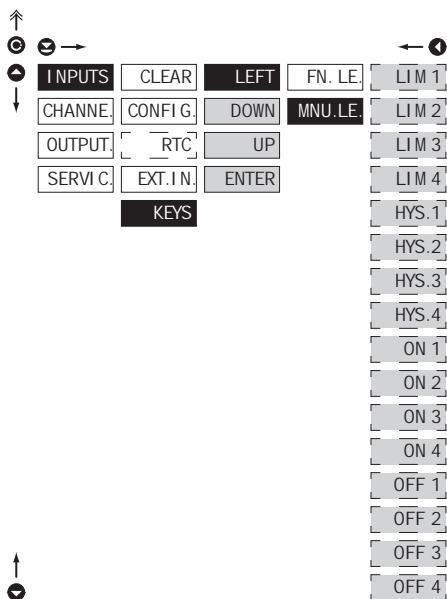 INPUTS CLEAR LEFT FN. LE. LIM 1
CHANNE. CONFIG. DOWN MNU.LE. LIM 2
OUTPUT. RTC UP LIM 3
SERVIC. EXT.IN. ENTER LIM 4
KEYS HYS.1
HYS.2
HYS.3
HYS.4
ON 1
ON 2
ON 3
ON 4
OFF 1
OFF 2
OFF 3
OFF 4